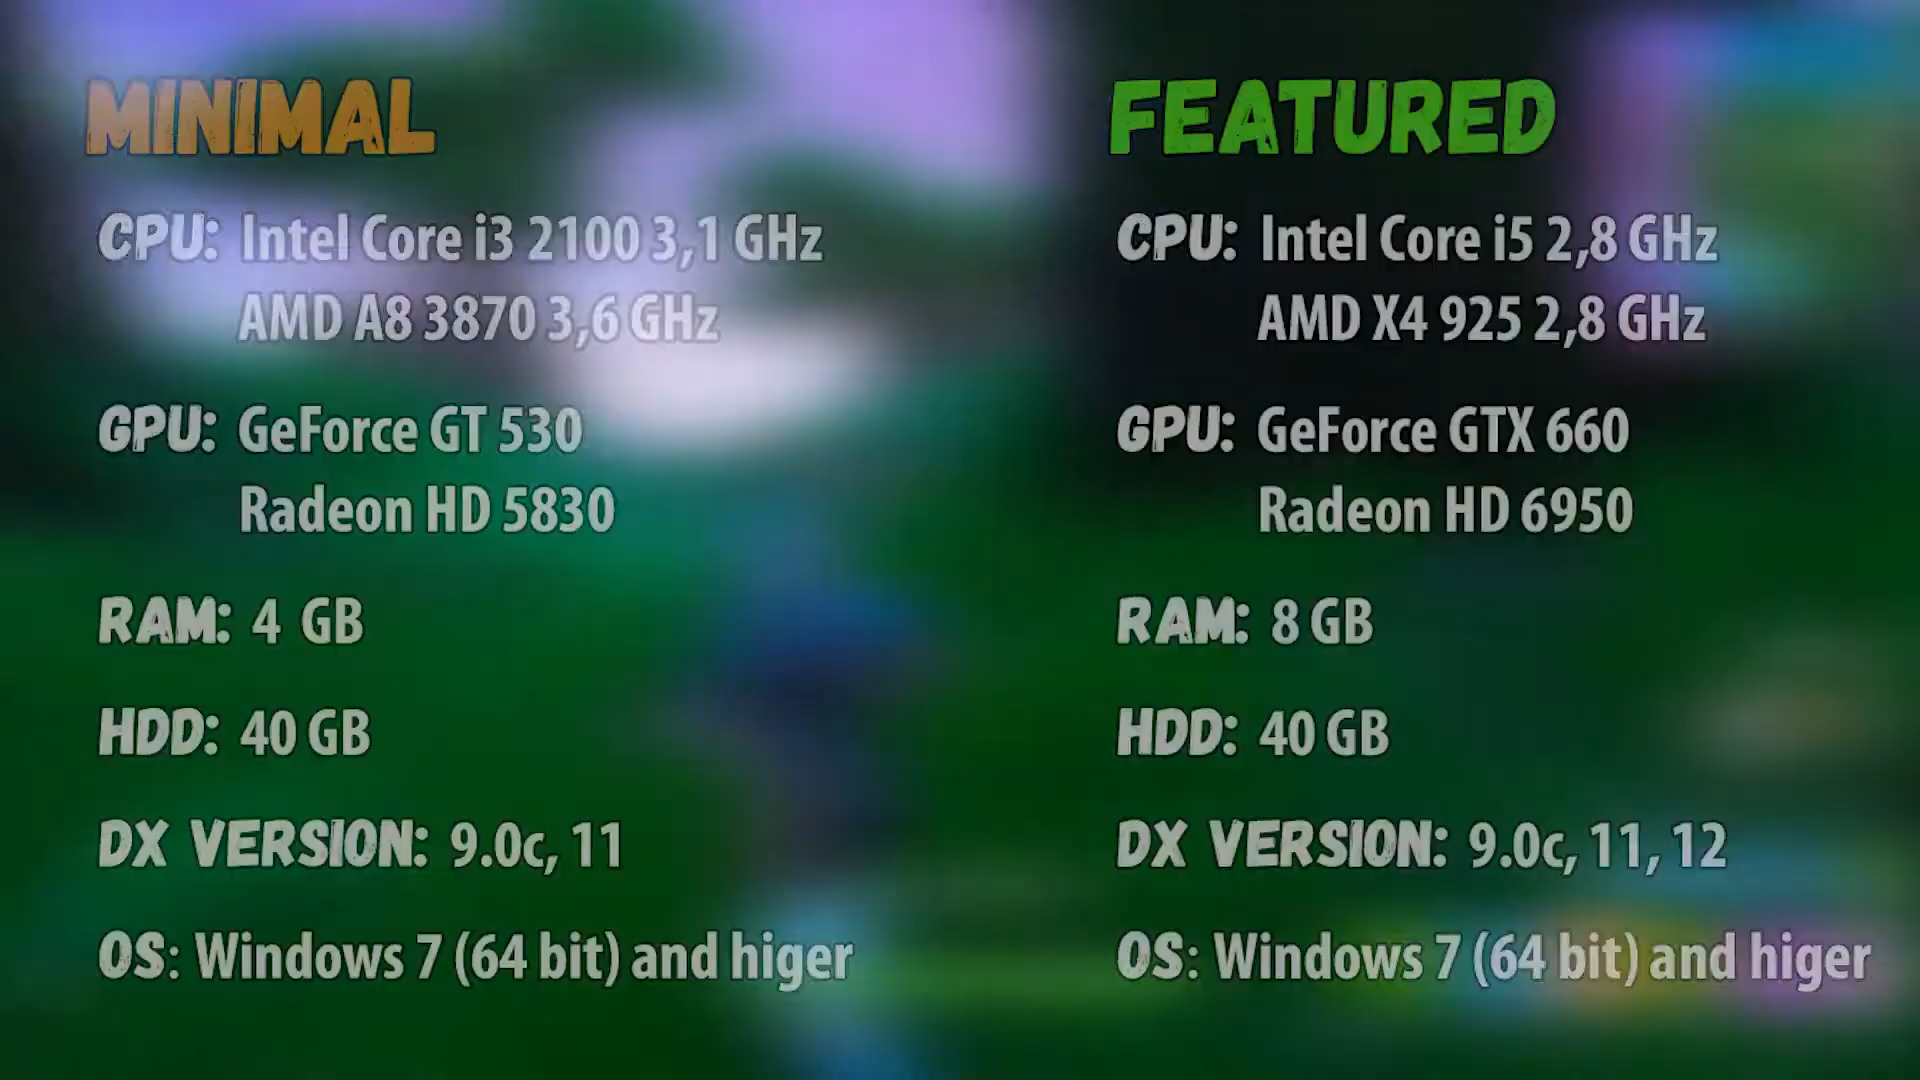 MINIMAL
CPU: Intel Core i3 2100 3,1 GHz
AMD A8 3870 3,6 GHz
GPU: GeForce GT 530
Radeon HD 5830
RAM: 4 GB
HDD: 40 GB
DX VERSION: 9.0c, 11
OS: Windows 7 (64 bit) and higer
FEATURED
CPU: Intel Core i5 2,8 GHz
AMD X4 925 2,8 GHz
GPU: GeForce GTX 660
Radeon HD 6950
RAM: 8 GB
HDD: 40 GB
DX VERSION: 9.0c, 11, 12
OS: Windows 7 (64 bit) and higer